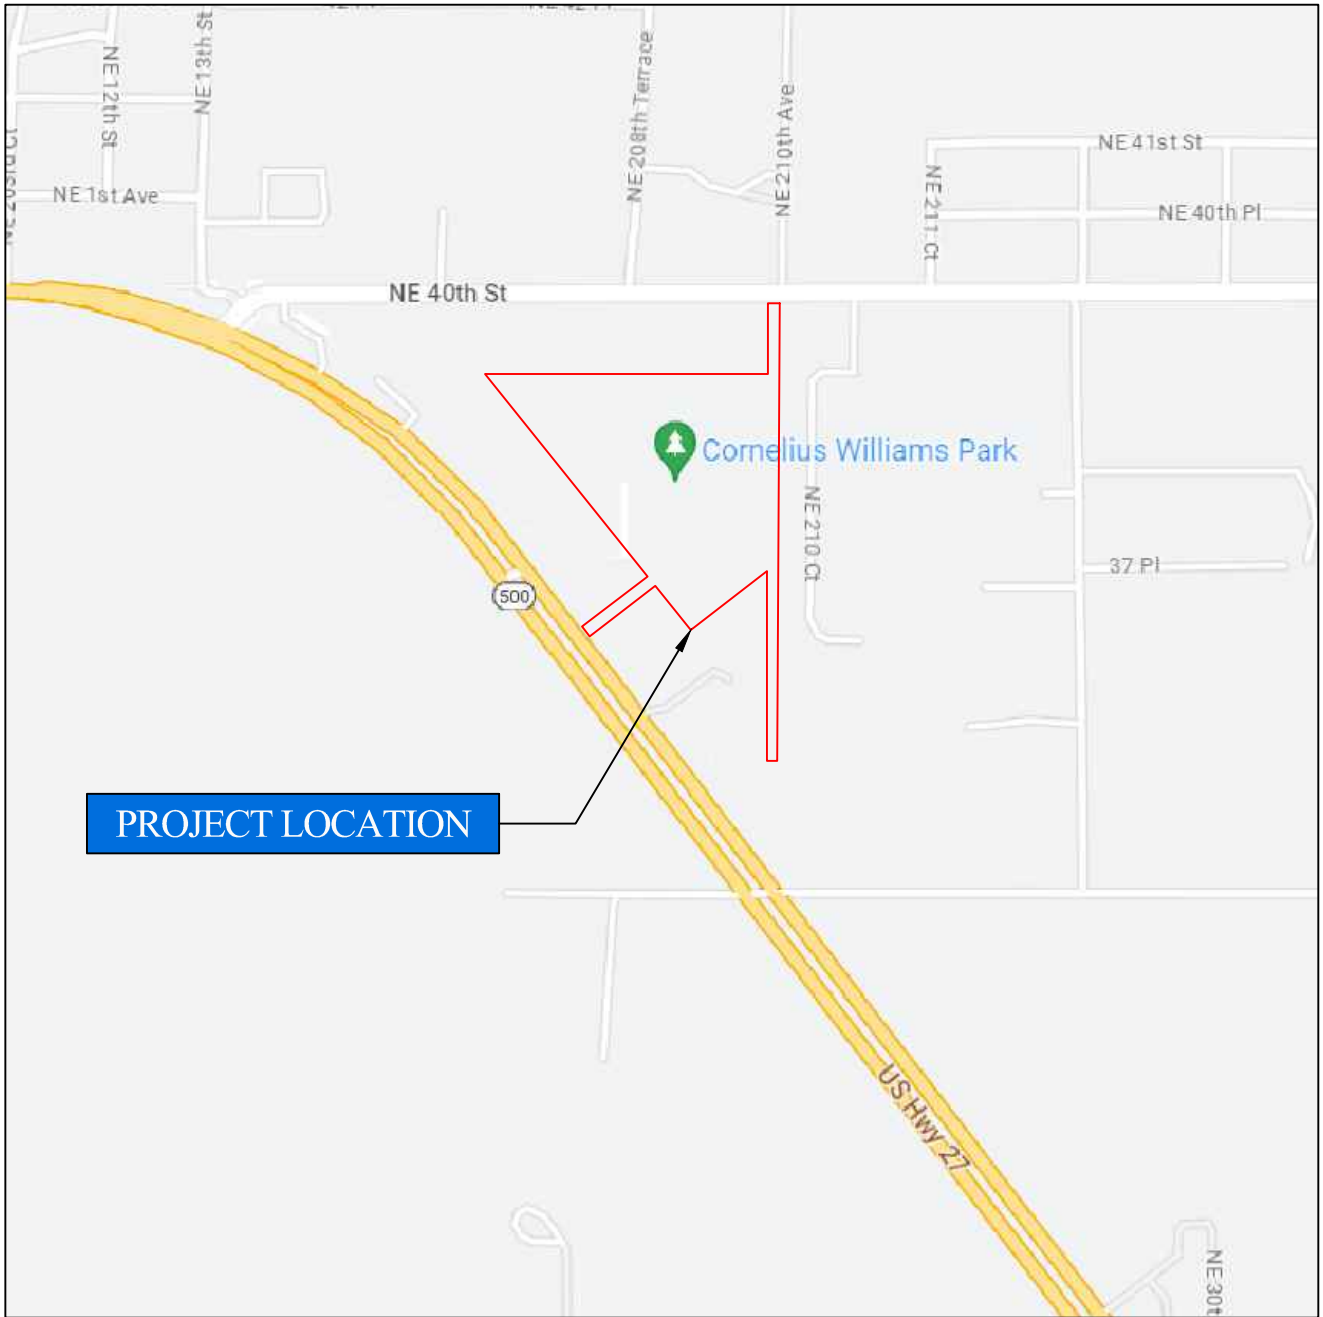 NE 12th St
NE 13th St
NE 208th Terrace
NE 210th Ave
NE 41st St
NE 1st Ave
NE 211 Ct
NE 40th Pl
NE 40th St
Cornelius Williams Park
NE 210 Ct
37 Pl
500
PROJECT LOCATION
US Hwy 27